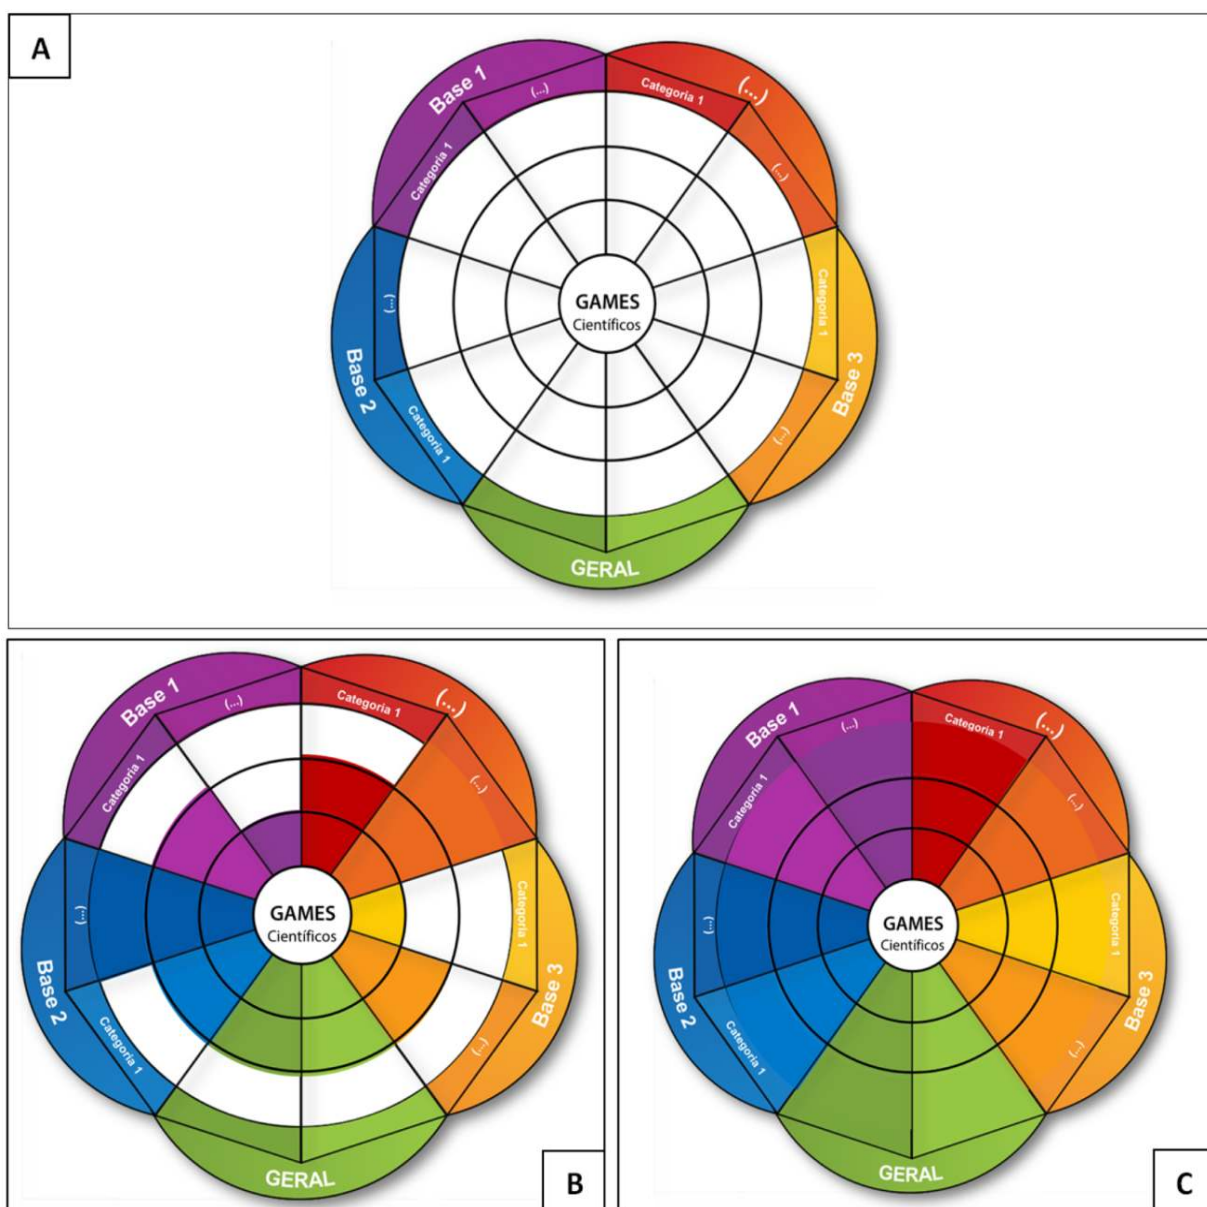 A
Base 1
(...)
Categoria 1
(...)
(...)
Categoria 1
(...)
Categoria 1
GAMES
Científicos
Base 2
Categoria 1
(...)
Base 3
GERAL
Base 1
(...)
Categoria 1
(...)
Categoria 1
(...)
(...)
Categoria 1
GAMES
Científicos
Base 2
Categoria 1
(...)
Base 3
GERAL
B
Base 1
(...)
Categoria 1
(...)
Categoria 1
(...)
(...)
Categoria 1
GAMES
Científicos
Base 2
Categoria 1
(...)
Base 3
GERAL
C